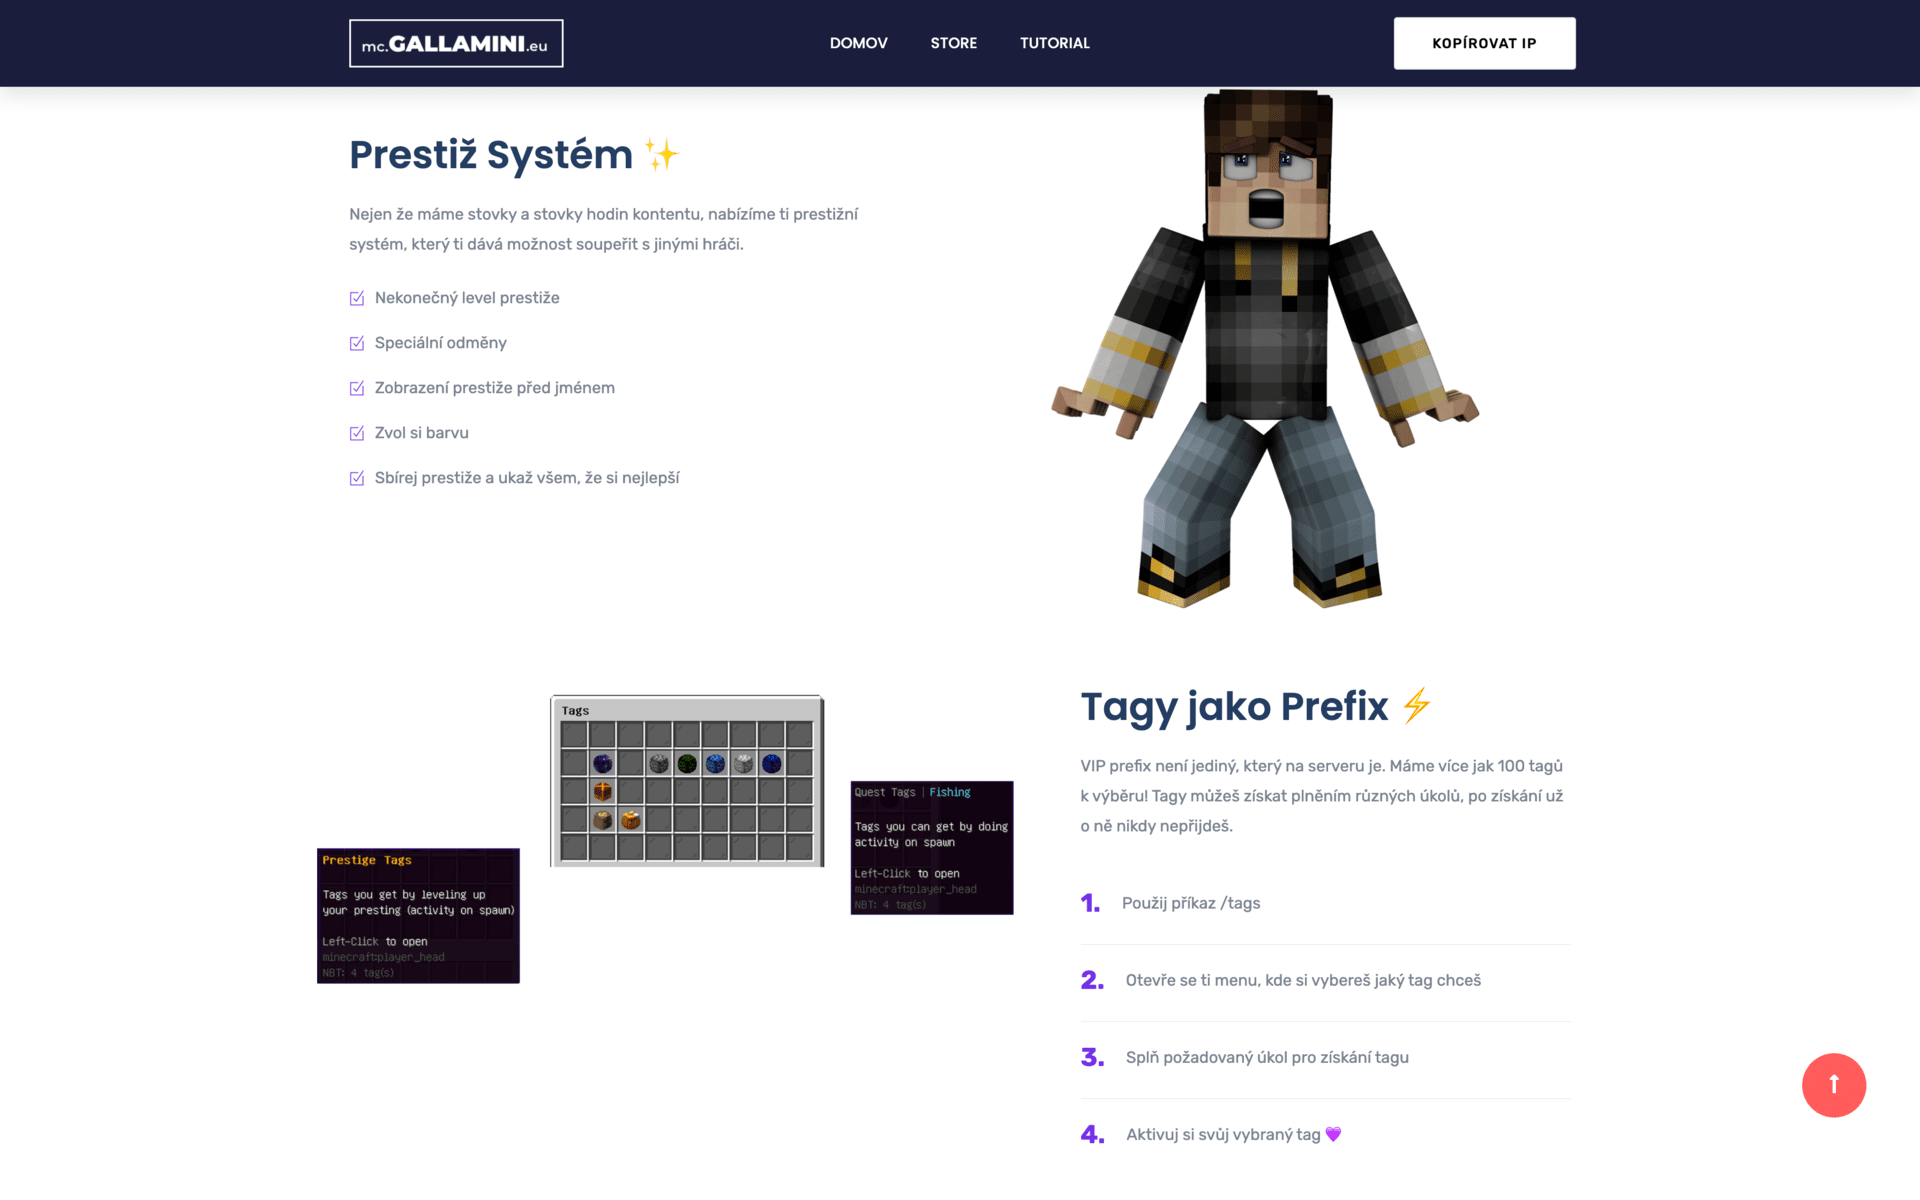 mc.GALLAMINI.eu
DOMOV
STORE
TUTORIAL
KOPÍROVAT IP
Prestiž Systém ✨
Nejen že máme stovky a stovky hodin kontentu, nabízíme ti prestižní
systém, který ti dává možnost soupeřit s jinými hráči.
Nekonečný level prestiže
Speciální odměny
Zobrazení prestiže před jménem
Zvol si barvu
Sbírej prestiže a ukaž všem, že si nejlepší
Tags
Prestige Tags
Tags you get by leveling up
your presting (activity on spawn)
Left-Click to open
minecraft:player_head
NBT: 4 tag(s)
Quest Tags | Fishing
Tags you can get by doing
activity on spawn
Left-Click to open
minecraft:player_head
NBT: 4 tag(s)
Tagy jako Prefix ⚡
VIP prefix není jediný, který na serveru je. Máme více jak 100 tagů
k výběru! Tagy můžeš získat plněním různých úkolů, po získání už
o ně nikdy nepřijdeš.
1. Použij příkaz /tags
2. Otevře se ti menu, kde si vybereš jaký tag chceš
3. Splň požadovaný úkol pro získání tagu
4. Aktivuj si svůj vybraný tag 💜